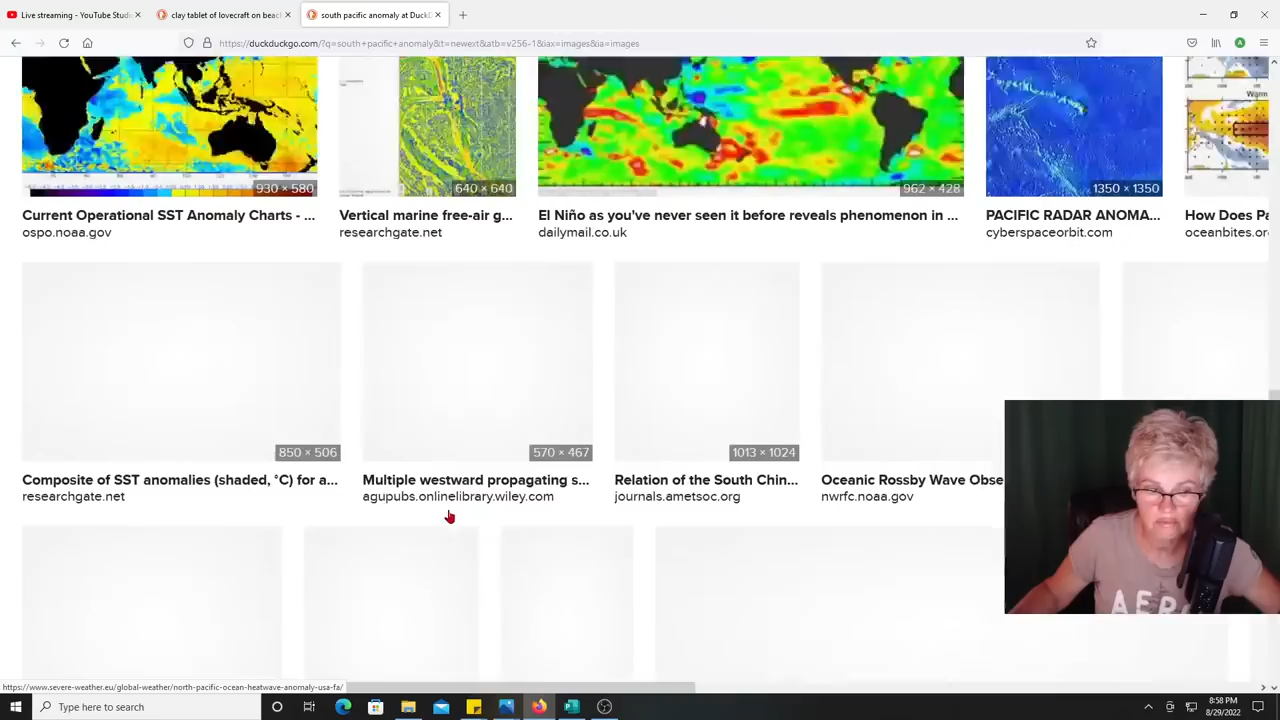 Live streaming - YouTube Studi
clay tablet of lovecraft on beac
south pacific anomaly at DuckD
https://duckduckgo.com/?q=south+pacific+anomaly&t=newext&atb=v256-1&iax=images&ia=images
930 × 580
640 × 640
962 × 428
1350 × 1350
Warm
Current Operational SST Anomaly Charts - ...
ospo.noaa.gov
Vertical marine free-air g...
researchgate.net
El Niño as you've never seen it before reveals phenomenon in ...
dailymail.co.uk
PACIFIC RADAR ANOMA...
cyberspaceorbit.com
How Does Pa
oceanbites.or
850 × 506
570 × 467
1013 × 1024
Composite of SST anomalies (shaded, °C) for a...
researchgate.net
Multiple westward propagating s...
agupubs.onlinelibrary.wiley.com
Relation of the South Chin...
journals.ametsoc.org
Oceanic Rossby Wave Obse
nwrfc.noaa.gov
AERO
https://www.severe-weather.eu/global-weather/north-pacific-ocean-heatwave-anomaly-usa-fa/
Type here to search
8:58 PM
8/29/2022